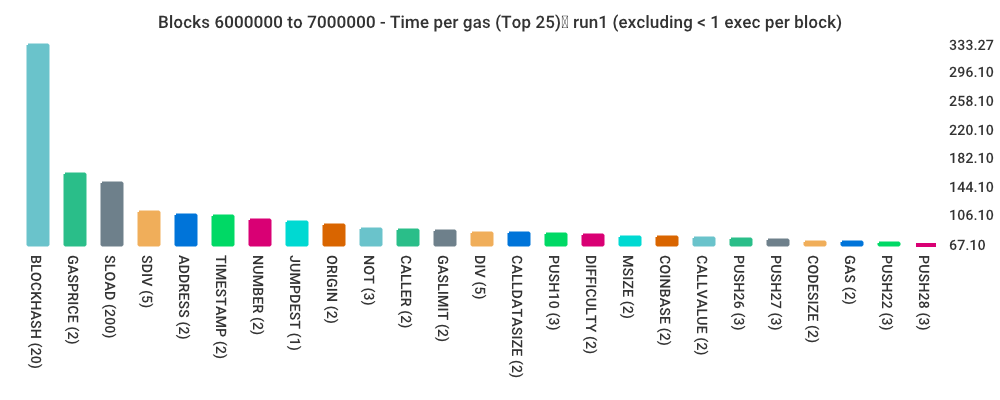 Blocks 6000000 to 7000000 - Time per gas (Top 25) run1 (excluding < 1 exec per block)
333.27
296.10
258.10
220.10
182.10
144.10
106.10
67.10
BLOCKHASH (20)
GASPRICE (2)
SLOAD (200)
SDIV (5)
ADDRESS (2)
TIMESTAMP (2)
NUMBER (2)
JUMPDEST (1)
ORIGIN (2)
NOT (3)
CALLER (2)
GASLIMIT (2)
DIV (5)
CALLDATASIZE (2)
PUSH10 (3)
DIFFICULTY (2)
MSIZE (2)
COINBASE (2)
CALLVALUE (2)
PUSH26 (3)
PUSH27 (3)
CODESIZE (2)
GAS (2)
PUSH22 (3)
PUSH28 (3)